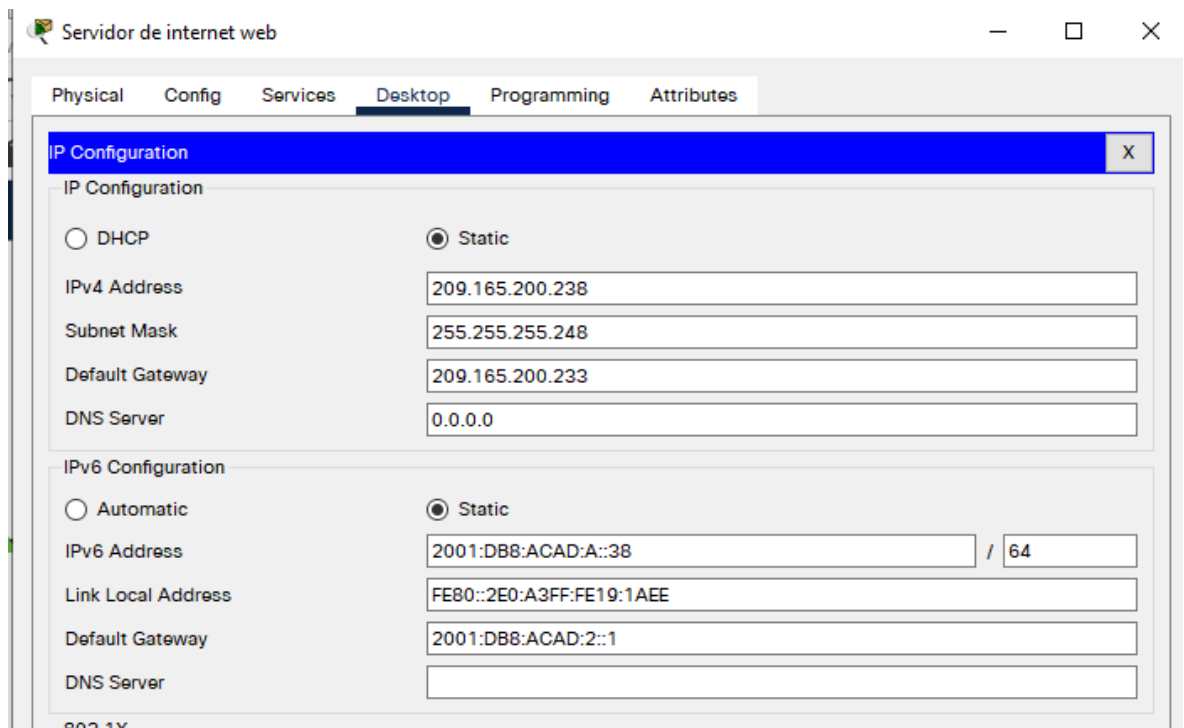 Servidor de internet web
Physical Config Services Desktop Programming Attributes
IP Configuration X
IP Configuration
DHCP Static
IPv4 Address 209.165.200.238
Subnet Mask 255.255.255.248
Default Gateway 209.165.200.233
DNS Server 0.0.0.0
IPv6 Configuration
Automatic Static
IPv6 Address 2001:DB8:ACAD:A::38 / 64
Link Local Address FE80::2E0:A3FF:FE19:1AEE
Default Gateway 2001:DB8:ACAD:2::1
DNS Server
802.1X